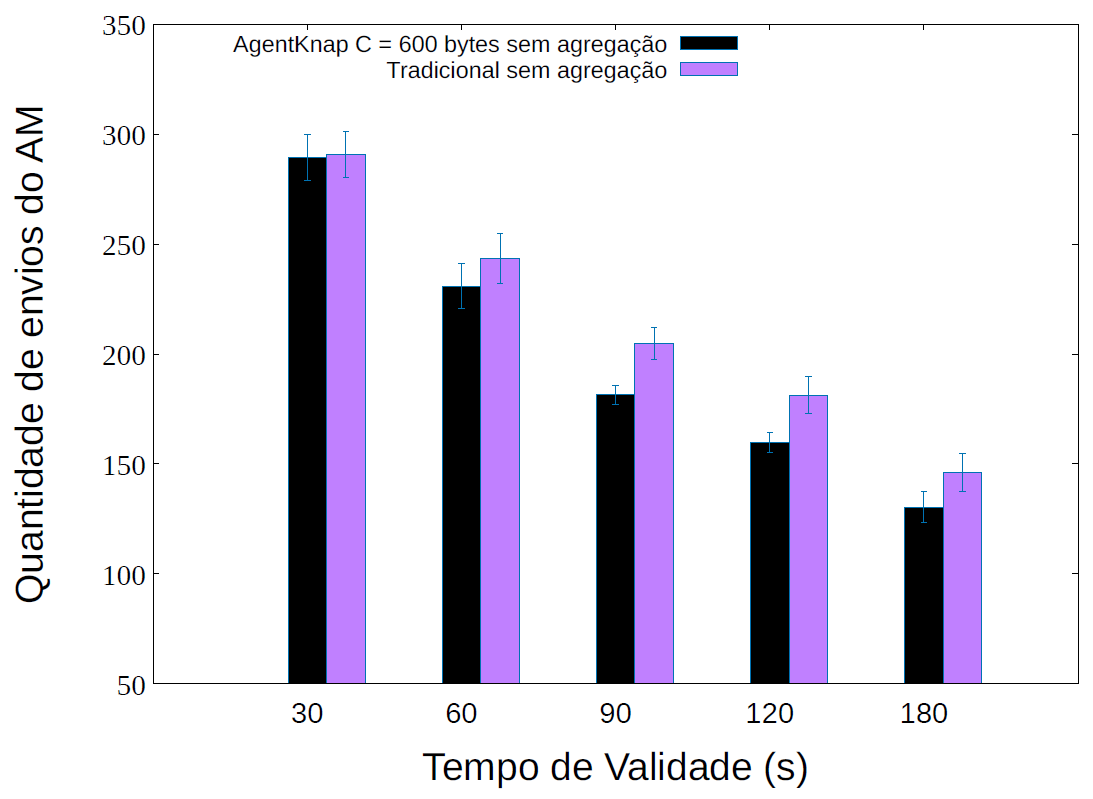 AgentKnap C = 600 bytes sem agregação
Tradicional sem agregação
Quantidade de envios do AM
350
300
250
200
150
100
50
30 60 90 120 180
Tempo de Validade (s)